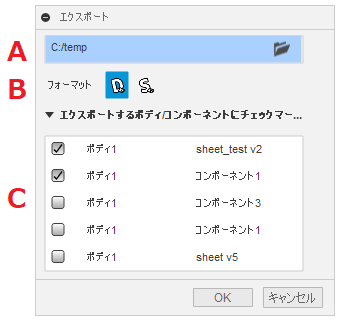 エクスポート
A
C:/temp
B
フォーマット
▼ エクスポートするボディ/コンポーネントにチェックマー...
C
ボディ1 sheet_test v2
ボディ1 コンポーネント1
ボディ1 コンポーネント3
ボディ1 コンポーネント1
ボディ1 sheet v5
OK キャンセル